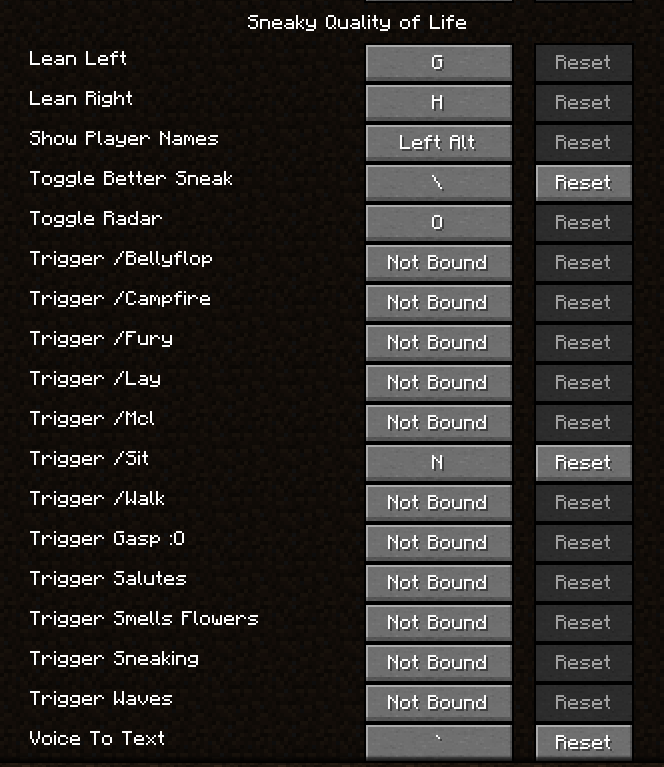 Sneaky Quality of Life
Lean Left G Reset
Lean Right H Reset
Show Player Names Left Alt Reset
Toggle Better Sneak \ Reset
Toggle Radar O Reset
Trigger /Bellyflop Not Bound Reset
Trigger /Campfire Not Bound Reset
Trigger /Fury Not Bound Reset
Trigger /Lay Not Bound Reset
Trigger /Mcl Not Bound Reset
Trigger /Sit N Reset
Trigger /Walk Not Bound Reset
Trigger Gasp :O Not Bound Reset
Trigger Salutes Not Bound Reset
Trigger Smells Flowers Not Bound Reset
Trigger Sneaking Not Bound Reset
Trigger Waves Not Bound Reset
Voice To Text ` Reset